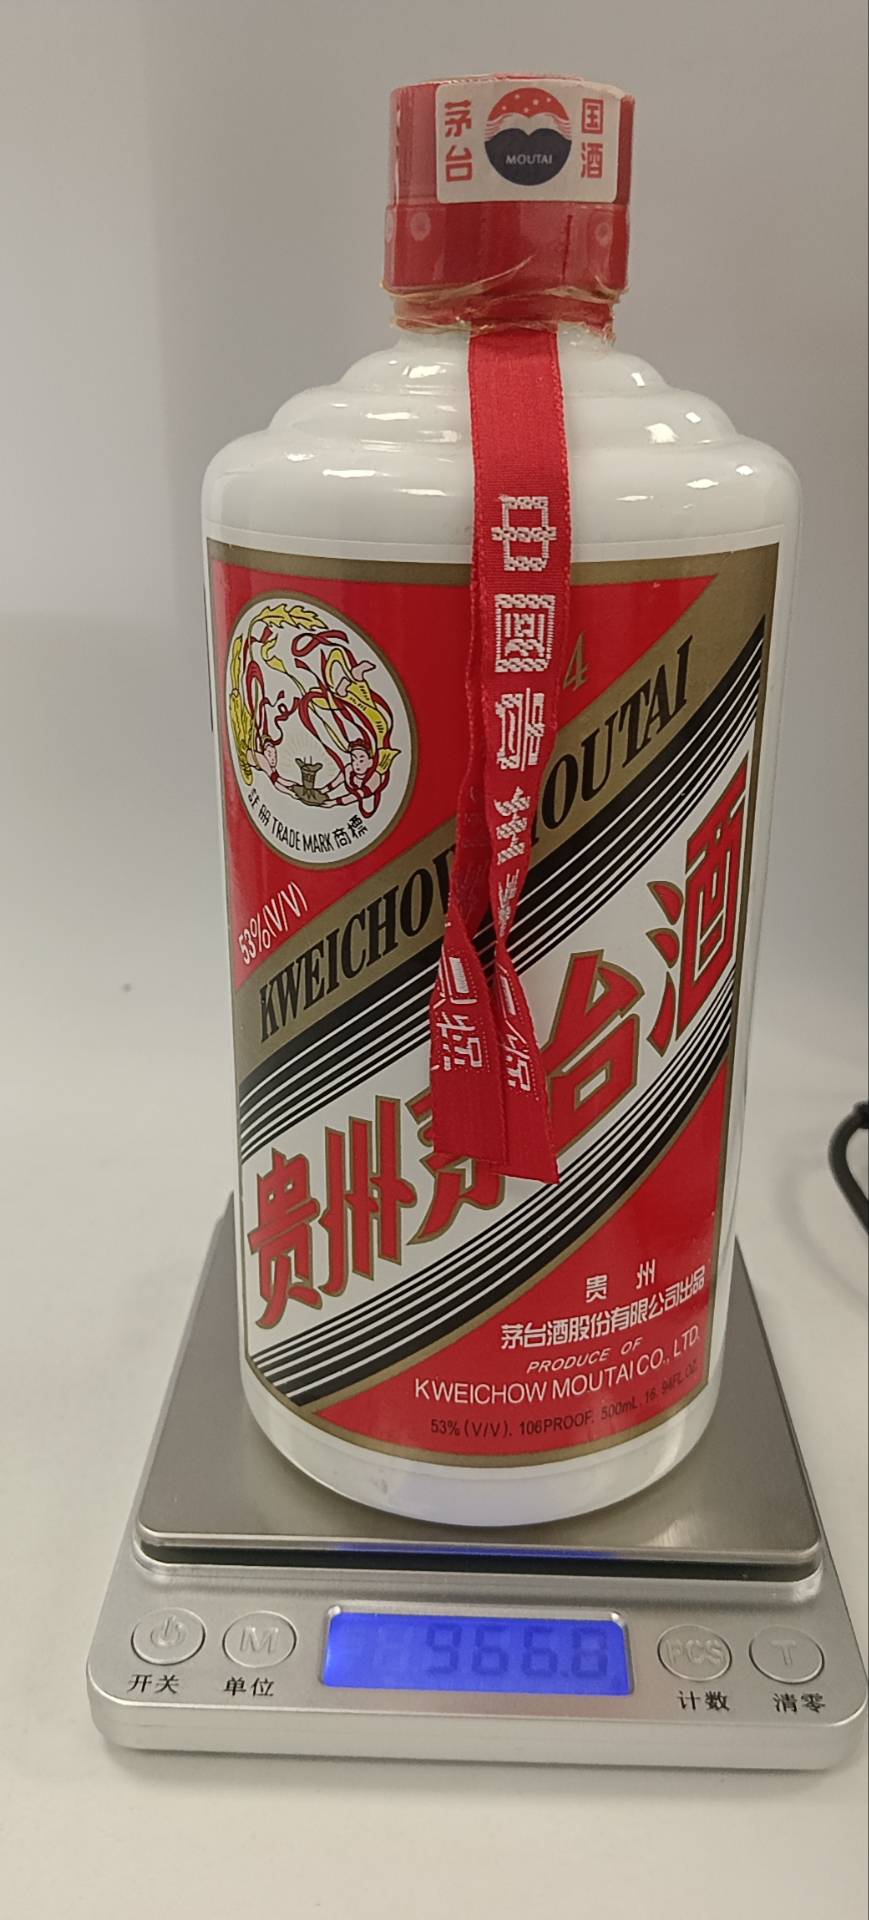 茅台
MOUTAI
国酒
中國貴州
4
註册 TRADE MARK 商標
53%(V/V)
KWEICHOW MOUTAI
贵州茅台酒
贵州
茅台酒股份有限公司出品
PRODUCE OF
KWEICHOW MOUTAI CO., LTD.
53% (V/V). 106PROOF. 500mL. 16. 94FL.OZ.
966.8
M
PCS
T
开关
单位
计数
清零